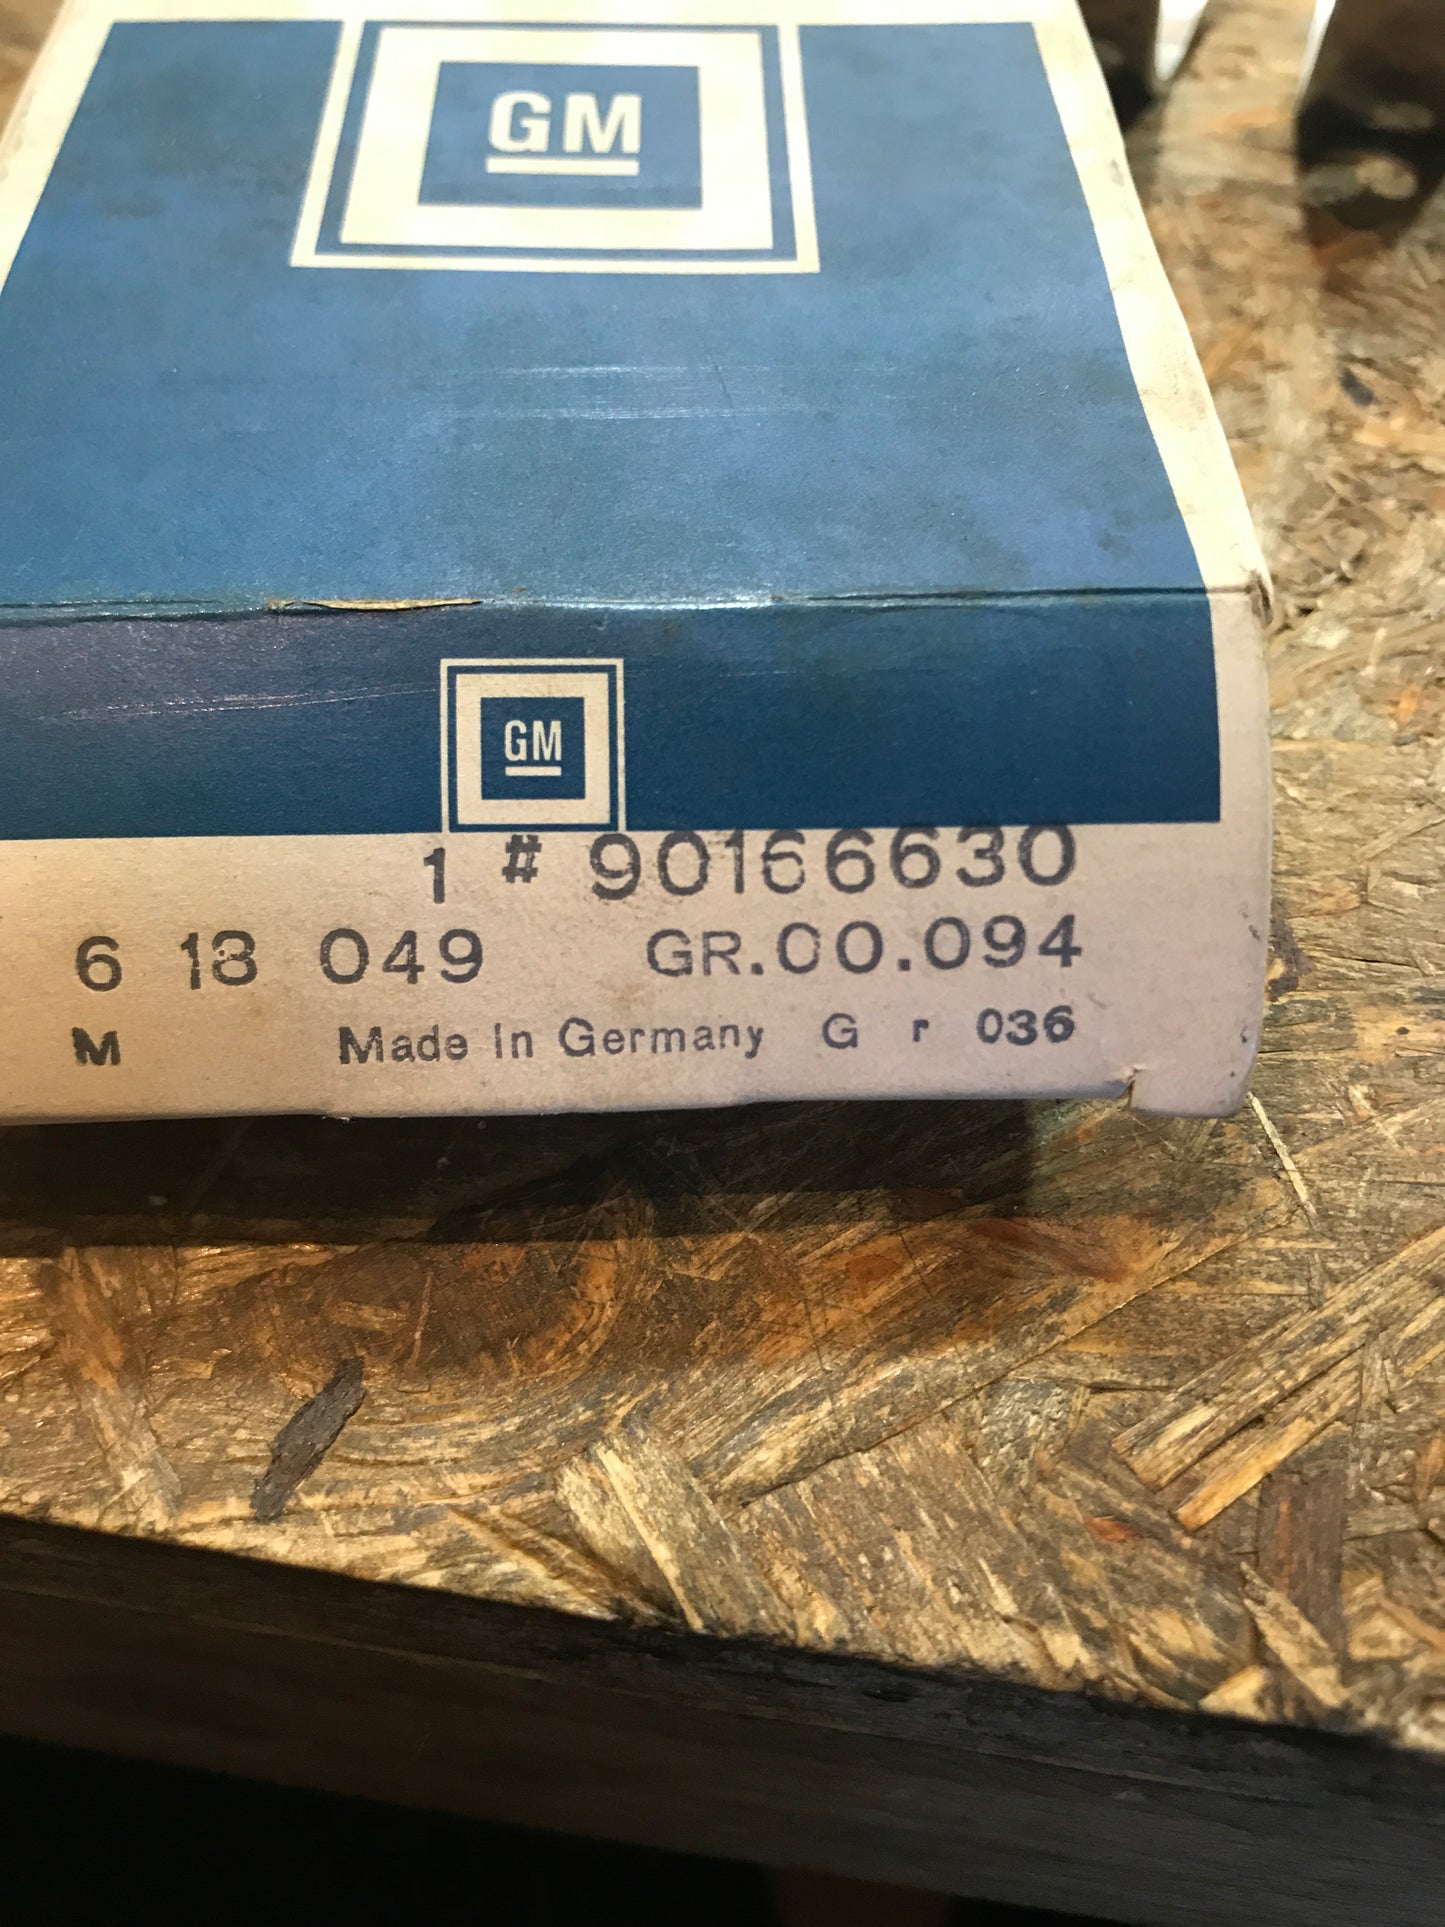 GM
GM
1 # 90166630
6 18 049 GR.00.094
M Made In Germany G r 036